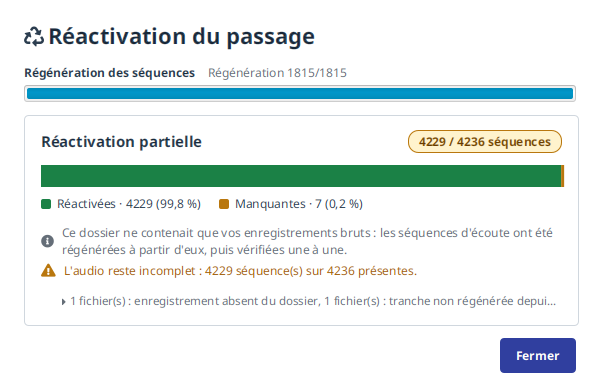 Réactivation du passage
Régénération des séquences Régénération 1815/1815
Réactivation partielle 4229 / 4236 séquences
Réactivées · 4229 (99,8 %) Manquantes · 7 (0,2 %)
Ce dossier ne contenait que vos enregistrements bruts : les séquences d'écoute ont été
régénérées à partir d'eux, puis vérifiées une à une.
L'audio reste incomplet : 4229 séquence(s) sur 4236 présentes.
1 fichier(s) : enregistrement absent du dossier, 1 fichier(s) : tranche non régénérée depui...
Fermer